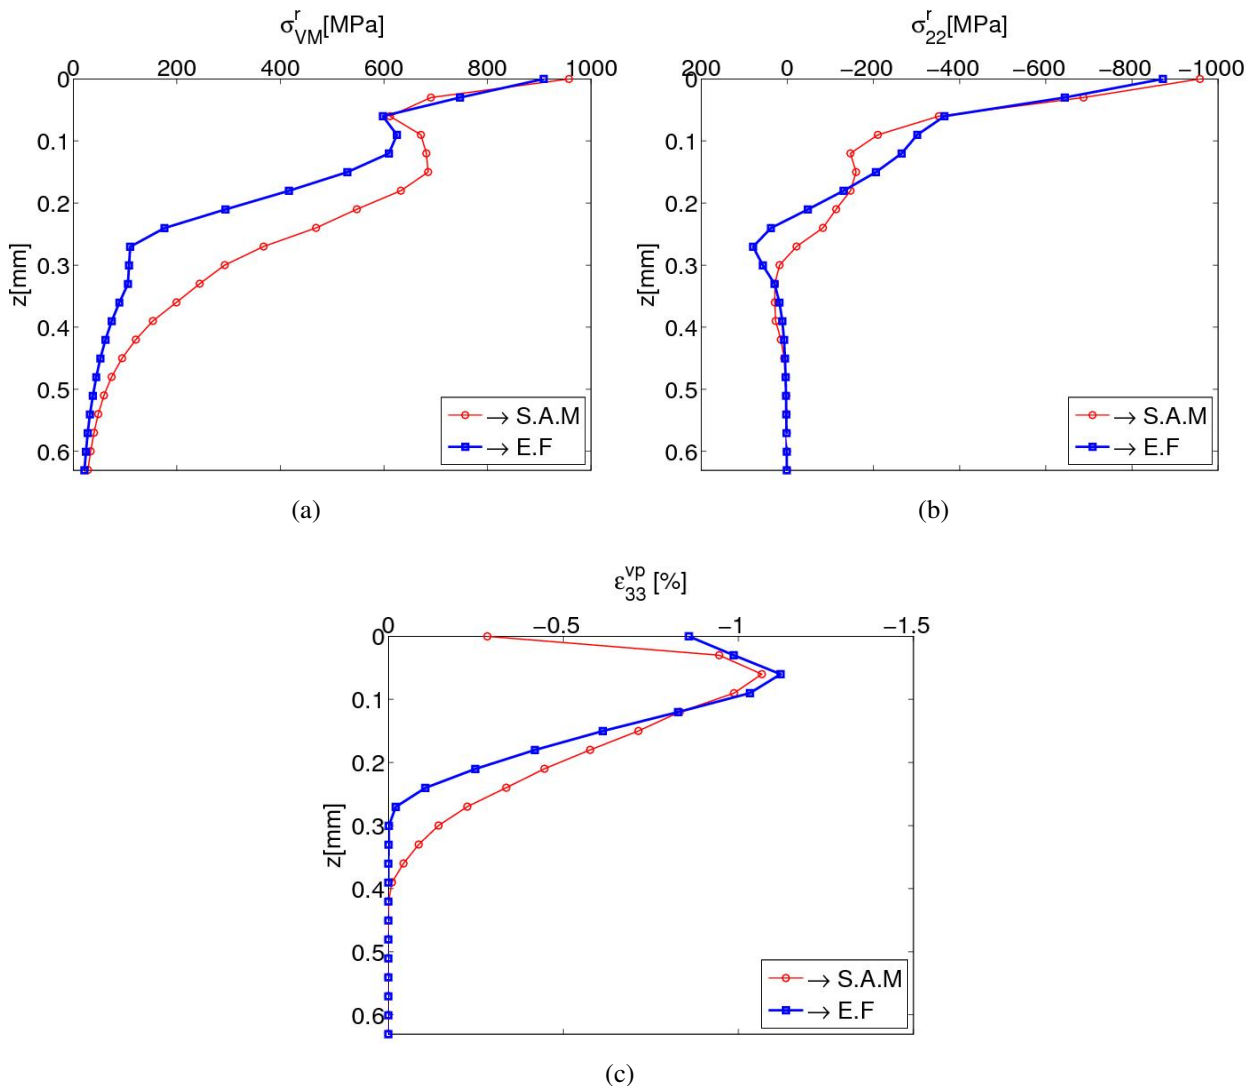 σ^r_VM[MPa]
0 200 400 600 800 1000
0
0.1
0.2
0.3
0.4
0.5
0.6
z[mm]
→ S.A.M
→ E.F
(a)
σ^r_22[MPa]
200 0 −200 −400 −600 −800 −1000
0
0.1
0.2
0.3
0.4
0.5
0.6
z[mm]
→ S.A.M
→ E.F
(b)
ε^vp_33 [%]
0 −0.5 −1 −1.5
0
0.1
0.2
0.3
0.4
0.5
0.6
z[mm]
→ S.A.M
→ E.F
(c)